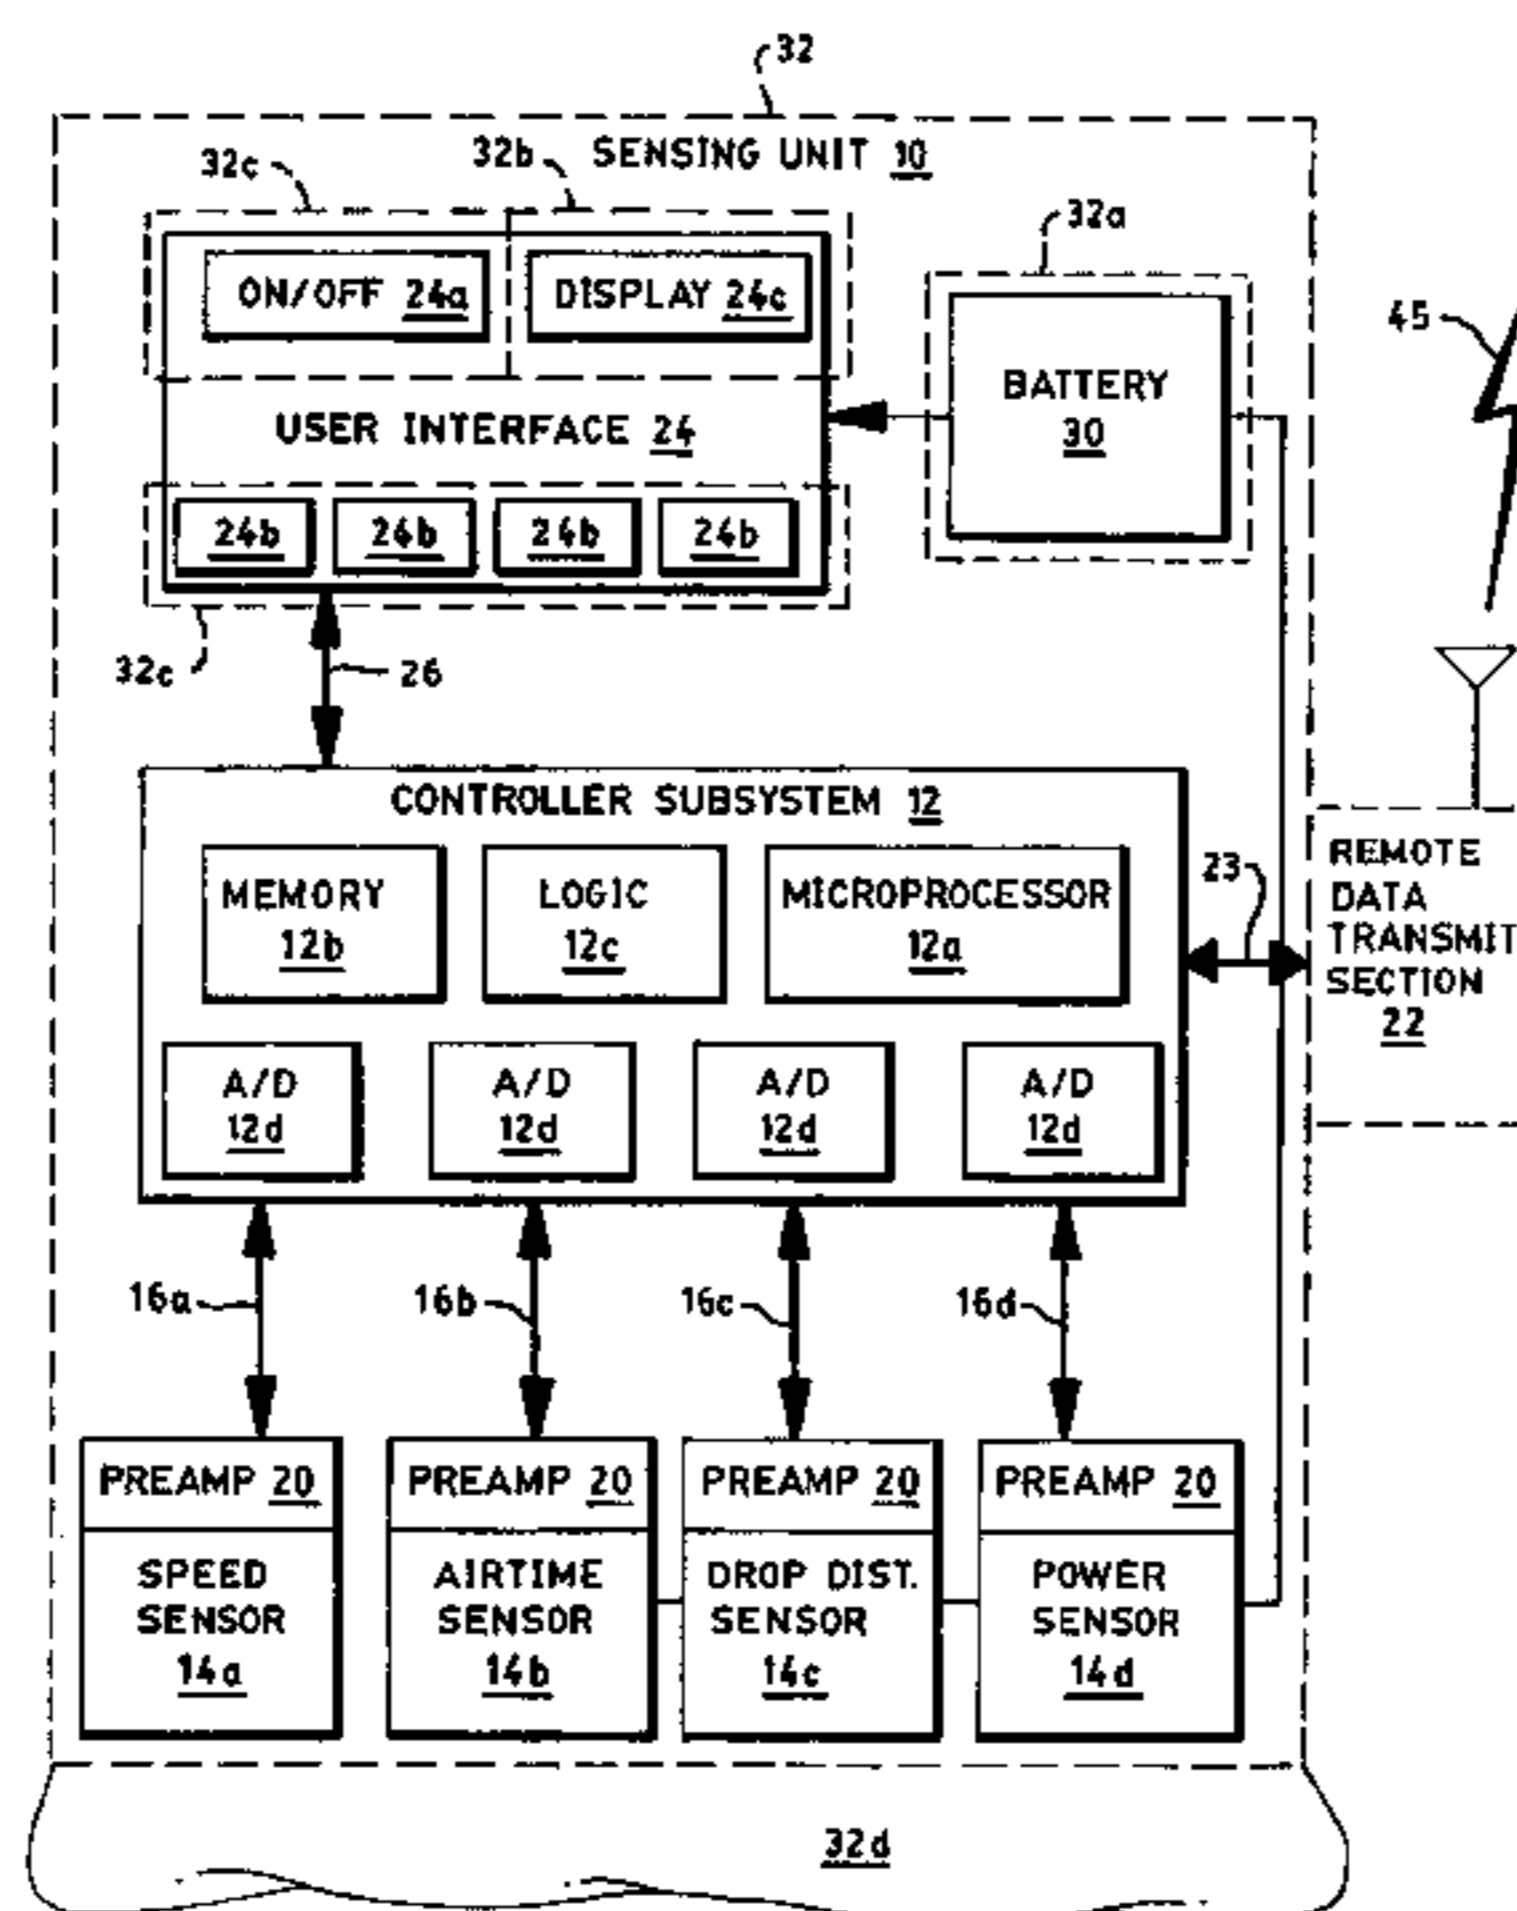 32
SENSING UNIT 10
32c
32b
32a
ON/OFF 24a
DISPLAY 24c
45
BATTERY
30
USER INTERFACE 24
24b
24b
24b
24b
32c
26
CONTROLLER SUBSYSTEM 12
MEMORY
12b
LOGIC
12c
MICROPROCESSOR
12a
23
REMOTE
DATA
TRANSMIT
SECTION
22
A/D
12d
A/D
12d
A/D
12d
A/D
12d
16a
16b
16c
16d
PREAMP 20
SPEED
SENSOR
14a
PREAMP 20
AIRTIME
SENSOR
14b
PREAMP 20
DROP DIST.
SENSOR
14c
PREAMP 20
POWER
SENSOR
14d
32d